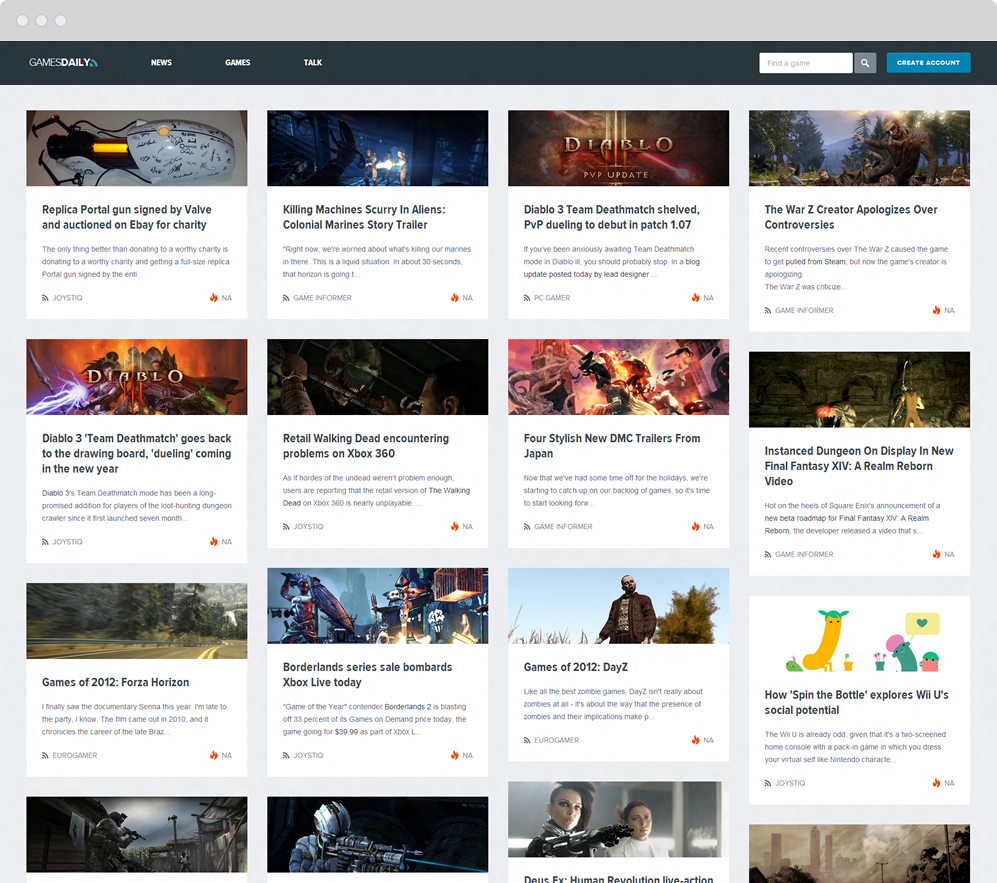 GAMESDAILY
NEWS
GAMES
TALK
Find a game
CREATE ACCOUNT
Replica Portal gun signed by Valve
and auctioned on Ebay for charity
The only thing better than donating to a worthy charity is
donating to a worthy charity and getting a full-size replica
Portal gun signed by the enti...
JOYSTIQ
NA
Killing Machines Scurry In Aliens:
Colonial Marines Story Trailer
"Right now, we're worried about what's killing our marines
in there. This is a liquid situation. In about 30 seconds,
that horizon is going t...
GAME INFORMER
NA
DIABLO
III
PVP UPDATE
Diablo 3 Team Deathmatch shelved,
PvP dueling to debut in patch 1.07
If you've been anxiously awaiting Team Deathmatch
mode in Diablo III, you should probably stop. In a blog
update posted today by lead designer ...
PC GAMER
NA
The War Z Creator Apologizes Over
Controversies
Recent controversies over The War Z caused the game
to get pulled from Steam, but now the game's creator is
apologizing.
The War Z was criticize...
GAME INFORMER
NA
DIABLO
III
Diablo 3 'Team Deathmatch' goes back
to the drawing board, 'dueling' coming
in the new year
Diablo 3's Team Deathmatch mode has been a long-
promised addition for players of the loot-hunting dungeon
crawler since it first launched seven month...
JOYSTIQ
NA
Retail Walking Dead encountering
problems on Xbox 360
As if hordes of the undead weren't problem enough,
users are reporting that the retail version of The Walking
Dead on Xbox 360 is nearly unplayable. ...
JOYSTIQ
NA
Four Stylish New DMC Trailers From
Japan
Now that we've had some time off for the holidays, we're
starting to catch up on our backlog of games, so it's time
to start looking forw...
GAME INFORMER
NA
Instanced Dungeon On Display In New
Final Fantasy XIV: A Realm Reborn
Video
Hot on the heels of Square Enix's announcement of a
new beta roadmap for Final Fantasy XIV: A Realm
Reborn, the developer released a video that s...
GAME INFORMER
NA
Games of 2012: Forza Horizon
I finally saw the documentary Senna this year. I'm late to
the party, I know. The film came out in 2010, and it
chronicles the career of the late Braz...
EUROGAMER
NA
Borderlands series sale bombards
Xbox Live today
"Game of the Year" contender Borderlands 2 is blasting
off 33 percent of its Games on Demand price today, the
game going for $39.99 as part of Xbox L...
JOYSTIQ
NA
Games of 2012: DayZ
Like all the best zombie games, DayZ isn't really about
zombies at all - it's about the way that the presence of
zombies and their implications make p...
EUROGAMER
NA
How 'Spin the Bottle' explores Wii U's
social potential
The Wii U is already odd, given that it's a two-screened
home console with a pack-in game in which you dress
your virtual self like Nintendo characte...
JOYSTIQ
NA
Deus Ex: Human Revolution live-action